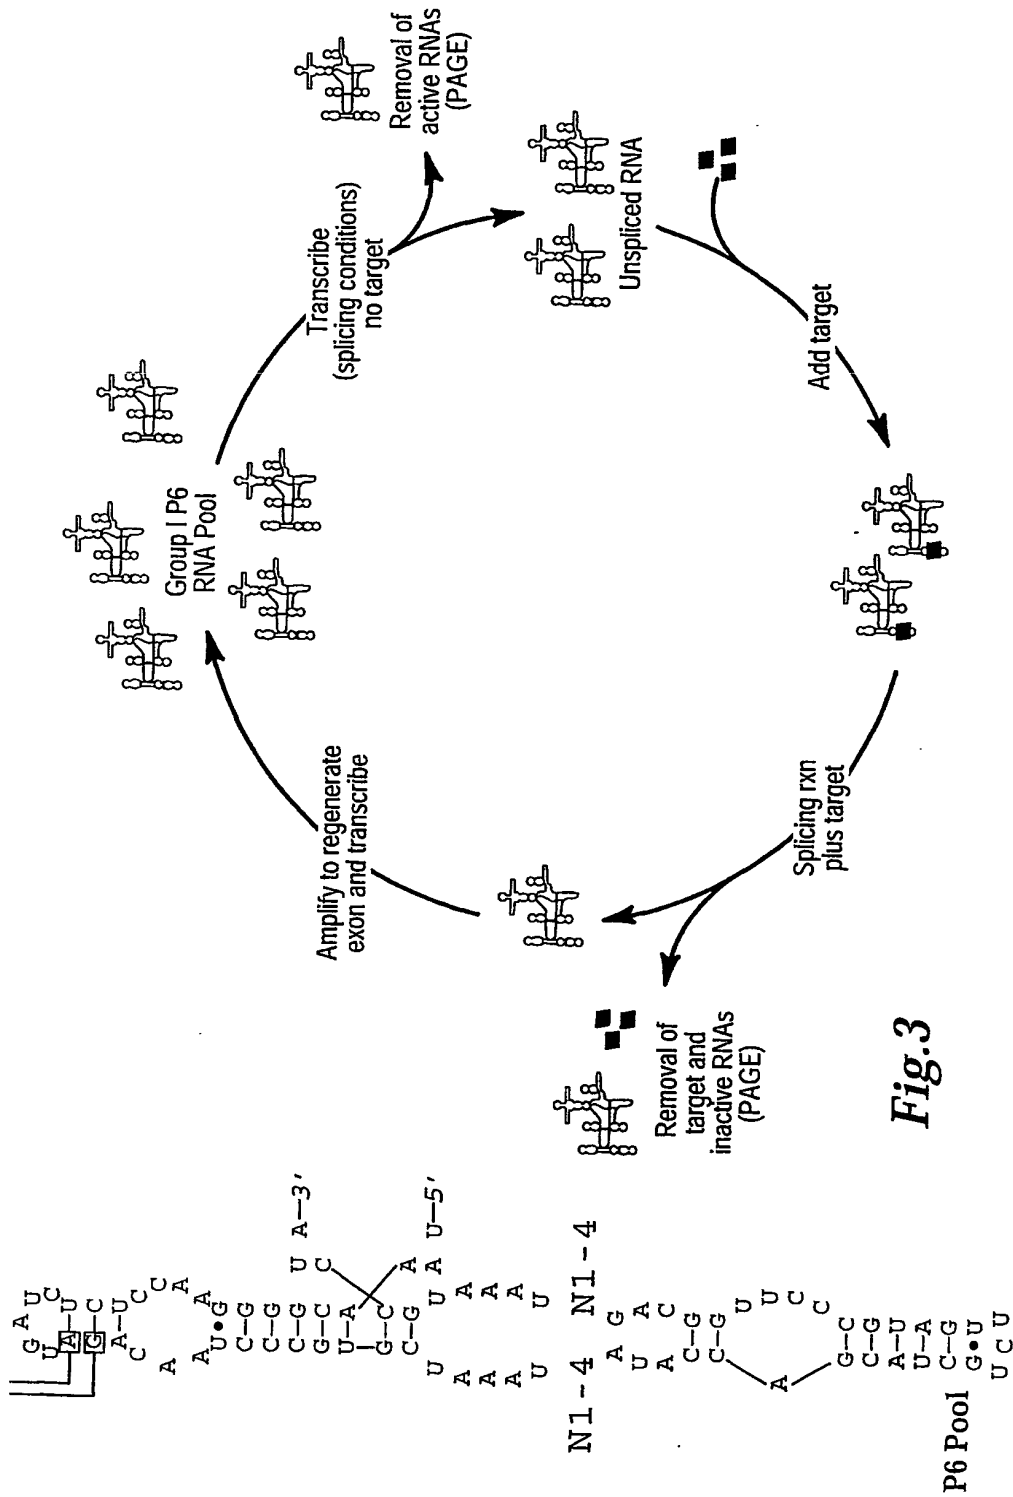 A U
G
U C
A–U
G–C
A–U
C C
C
A A
A A
U•G
C–G
C–G
C–G U A–3'
G–C C
U–A
G–C A
C–G A U–5'
U U
A A
A A
A A
U U
N1-4 N1-4
A G
U A
A C
C–G
C–G
U
U
A C
C
G–C
C–G
A–U
U–A
C–G
P6 Pool G•U
U C U
Group I P6
RNA Pool
Transcribe
(splicing conditions)
no target
Removal of
active RNAs
(PAGE)
Unspliced RNA
Add target
Splicing rxn
plus target
Removal of
target and
inactive RNAs
(PAGE)
Amplify to regenerate
exon and transcribe
Fig.3